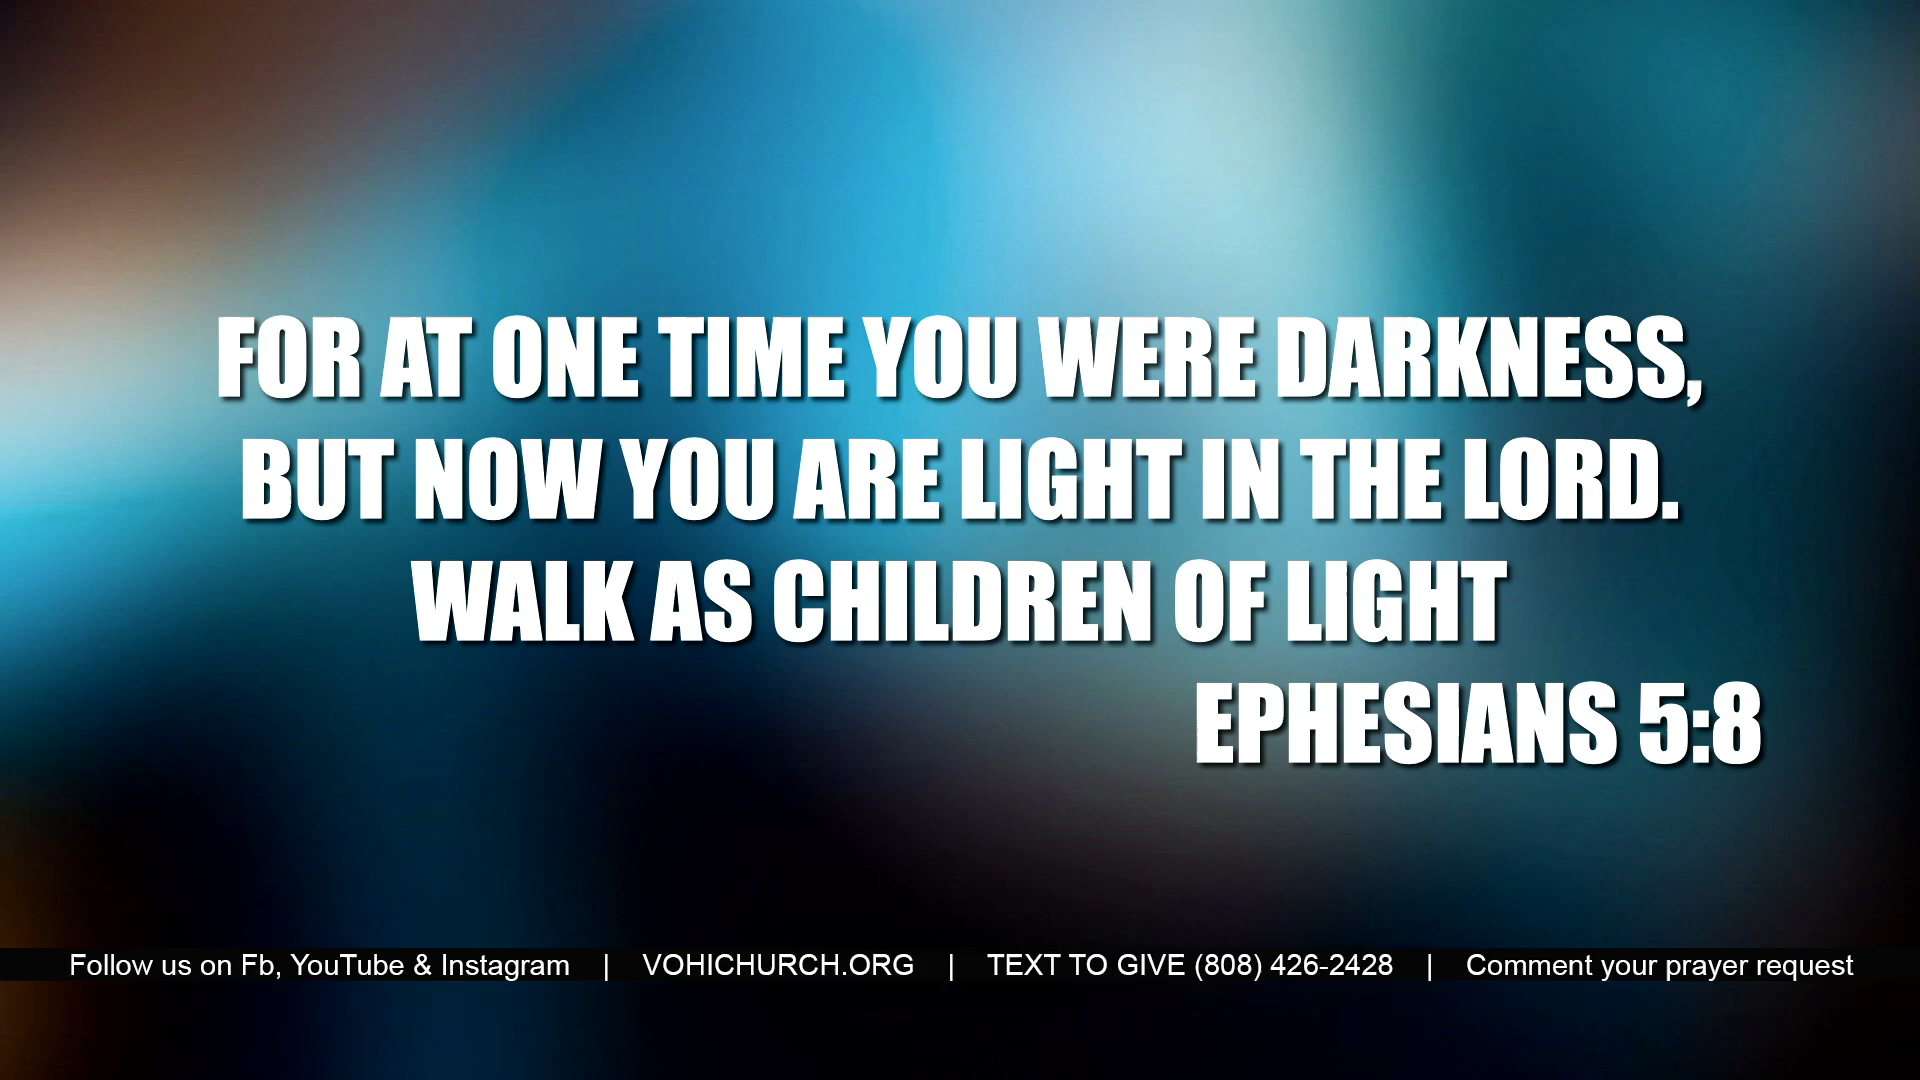 FOR AT ONE TIME YOU WERE DARKNESS,
BUT NOW YOU ARE LIGHT IN THE LORD.
WALK AS CHILDREN OF LIGHT
EPHESIANS 5:8
Follow us on Fb, YouTube & Instagram | VOHICHURCH.ORG | TEXT TO GIVE (808) 426-2428 | Comment your prayer request